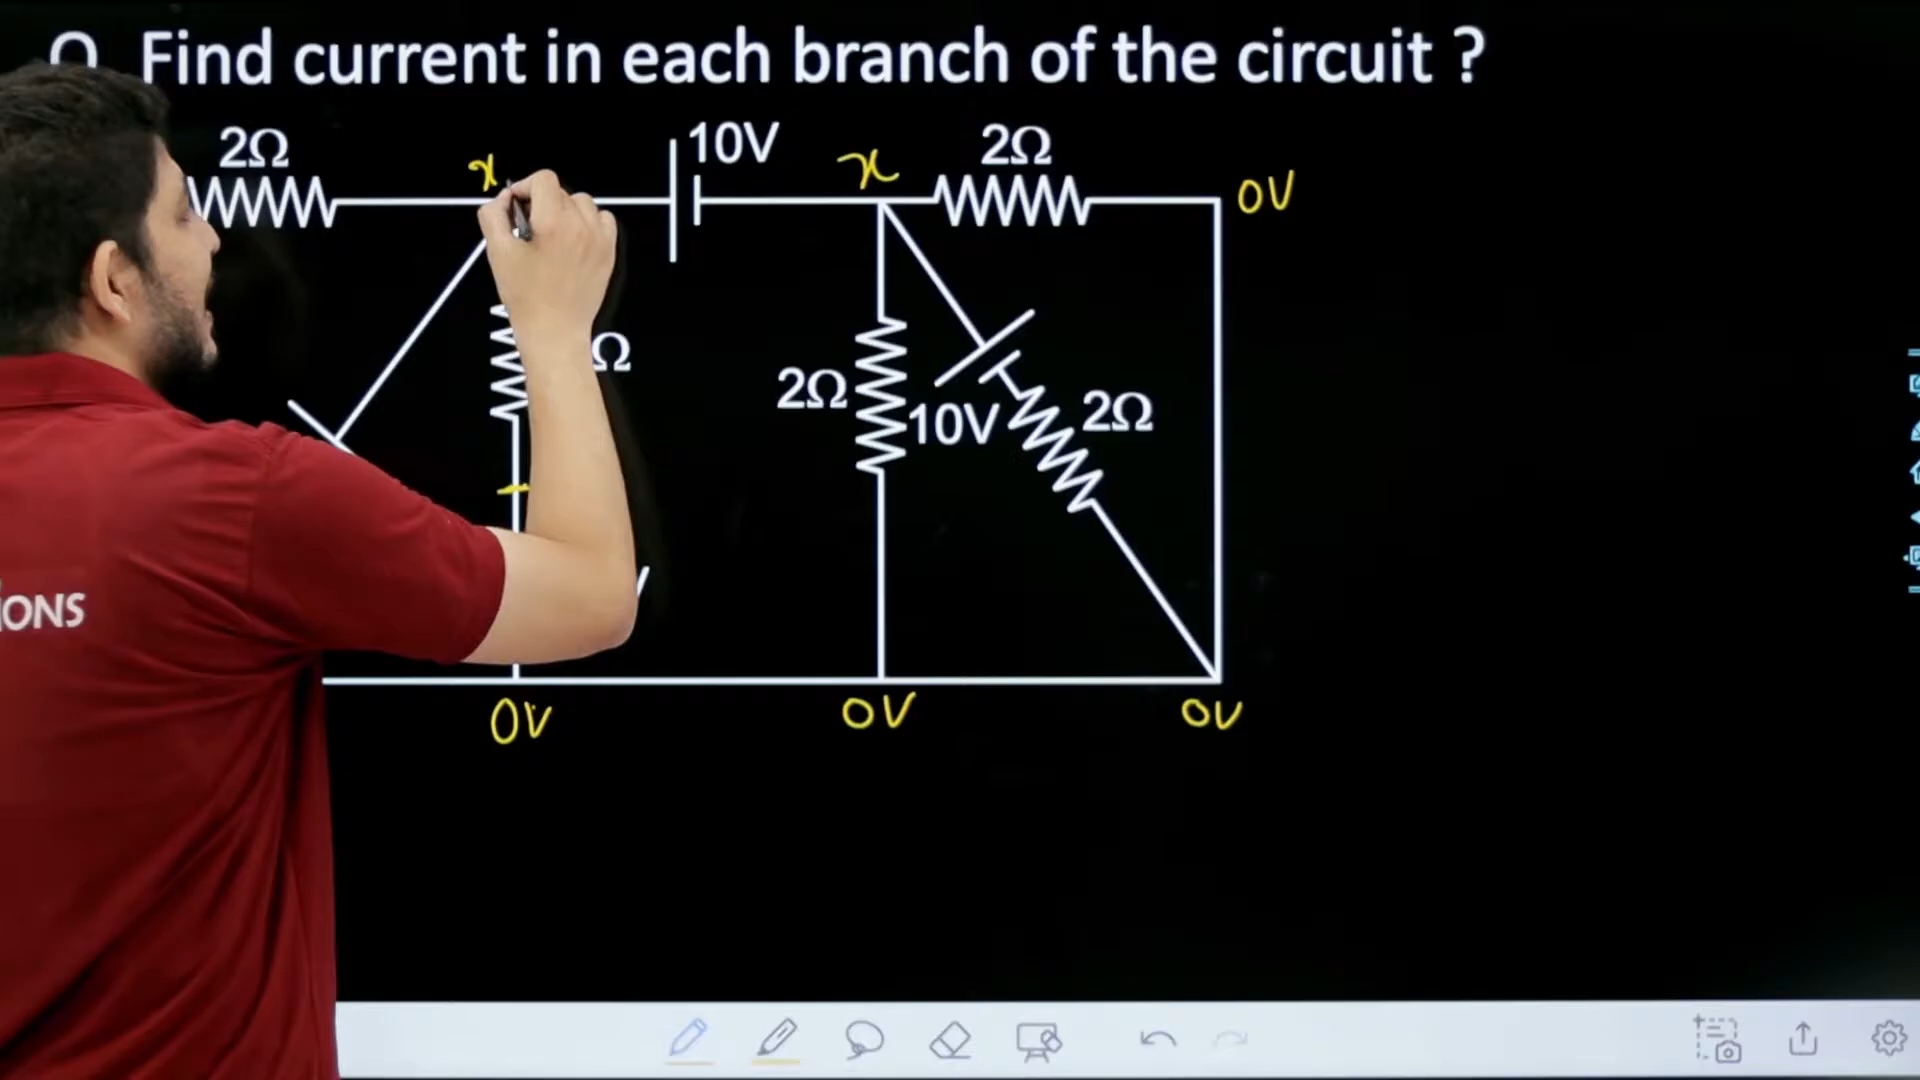 Q Find current in each branch of the circuit ?
2Ω
10V
2Ω
x
x
0V
Ω
2Ω
10V
2Ω
IONS
0V
0V
0V